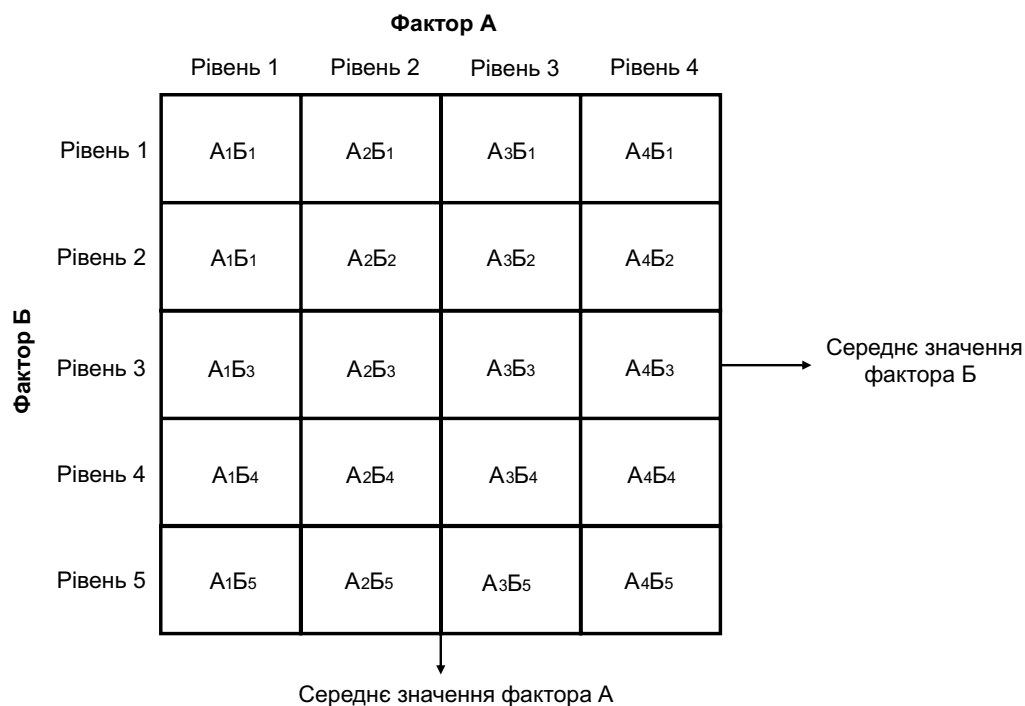 Фактор А
Рівень 1 Рівень 2 Рівень 3 Рівень 4
Рівень 1 А1Б1 А2Б1 А3Б1 А4Б1
Рівень 2 А1Б1 А2Б2 А3Б2 А4Б2
Фактор Б
Рівень 3 А1Б3 А2Б3 А3Б3 А4Б3
Середнє значення
фактора Б
Рівень 4 А1Б4 А2Б4 А3Б4 А4Б4
Рівень 5 А1Б5 А2Б5 А3Б5 А4Б5
Середнє значення фактора А